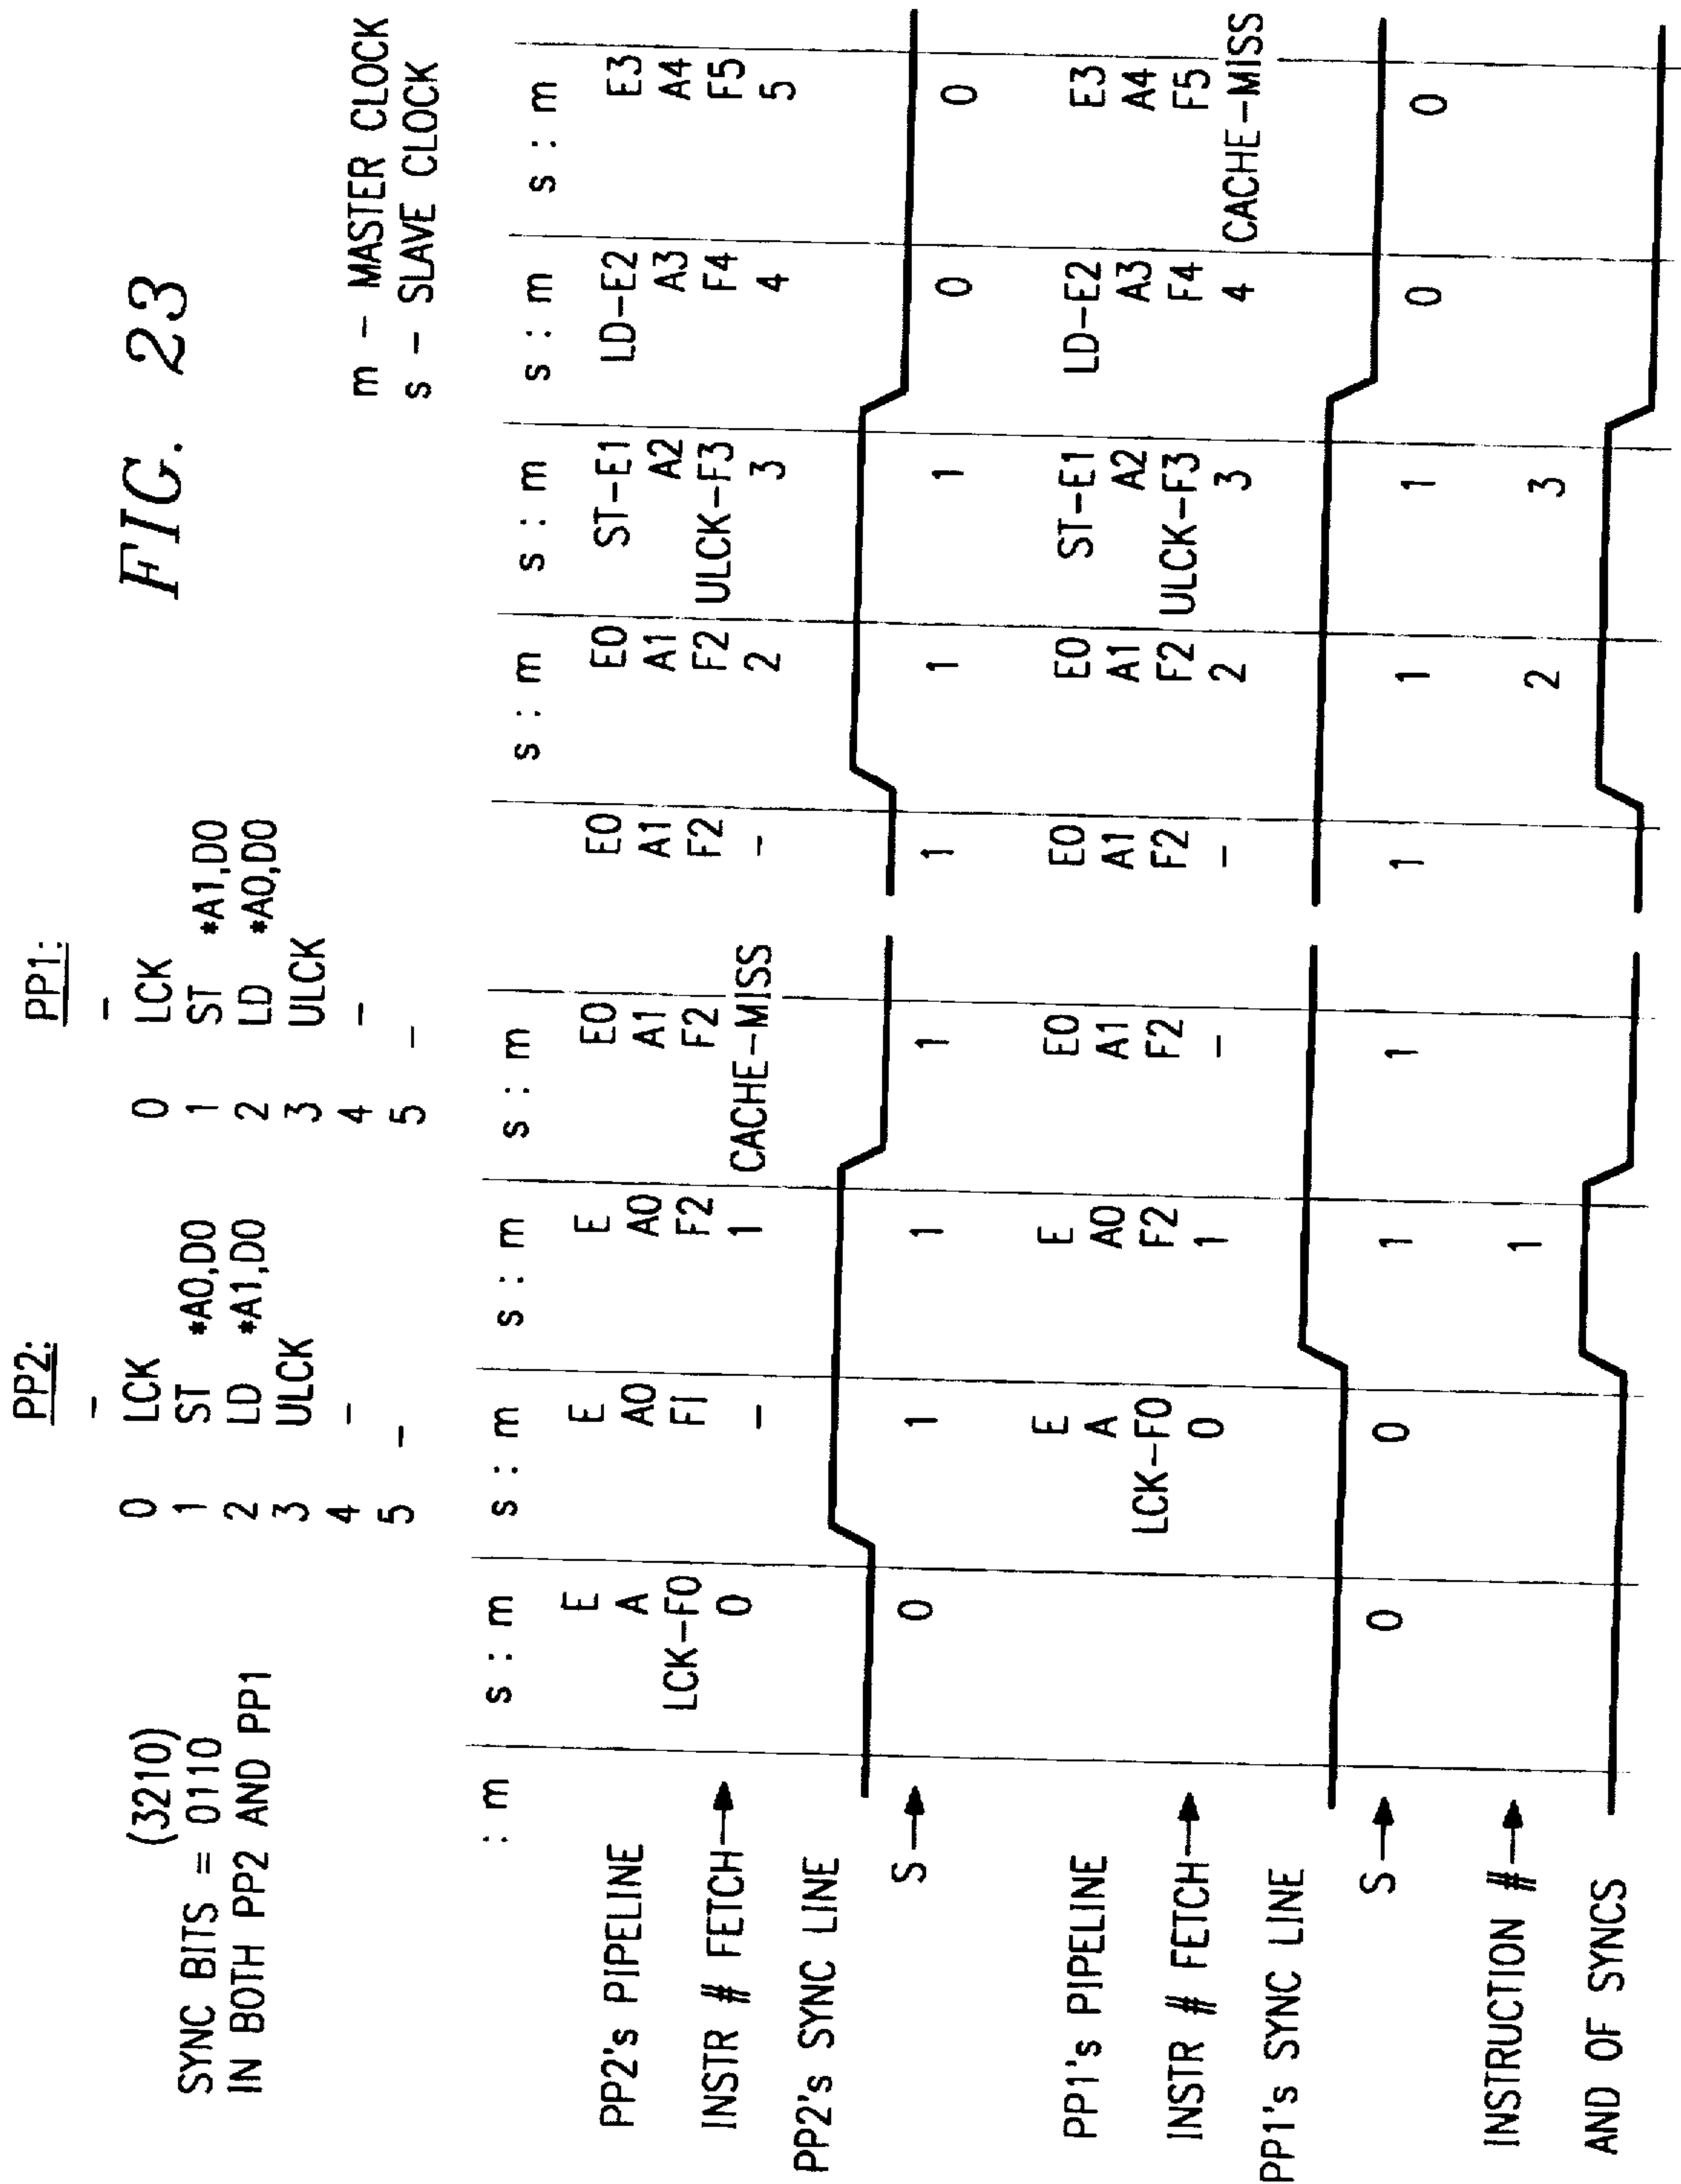 FIG. 23
(3210)
SYNC BITS = 0110
IN BOTH PP2 AND PP1
PP2:
–
0 LCK
1 ST *A0,D0
2 LD *A1,D0
3 ULCK
4 –
5 –
PP1:
–
0 LCK
1 ST *A1,D0
2 LD *A0,D0
3 ULCK
4 –
5 –
m – MASTER CLOCK
s – SLAVE CLOCK
: m s : m s : m s : m s : m s : m s : m s : m s : m
PP2's PIPELINE E E E E0 E0 E0 ST–E1 LD–E2 E3
A A0 A0 A1 A1 A1 A2 A3 A4
LCK–F0 F1 F2 F2 F2 F2 ULCK–F3 F4 F5
INSTR # FETCH→ 0 – 1 CACHE–MISS – 2 3 4 5
PP2's SYNC LINE
S→ 0 1 1 1 1 1 1 0 0
PP1's PIPELINE E E E0 E0 E0 ST–E1 LD–E2 E3
A A0 A1 A1 A1 A2 A3 A4
LCK–F0 F2 F2 F2 F2 ULCK–F3 F4 F5
INSTR # FETCH→ 0 1 – – 2 3 4 CACHE–MISS
PP1's SYNC LINE
S→ 0 0 1 1 1 1 1 0 0
INSTRUCTION #→ 1 2 3
AND OF SYNCS